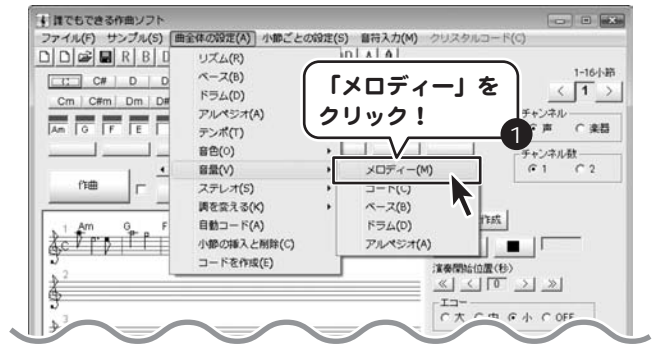 誰でもできる作曲ソフト
ファイル(F) サンプル(S) 曲全体の設定(A) 小節ごとの設定(S) 音符入力(M) クリスタルコード(C)
R B D
C C# D D
Cm C#m Dm D#
Am G F E
作曲
リズム(R)
ベース(B)
ドラム(D)
アルペジオ(A)
テンポ(T)
音色(O)
音量(V)
ステレオ(S)
調を変える(K)
自動コード(A)
小節の挿入と削除(C)
コードを作成(E)
「メロディー」を
クリック！
1
メロディー(M)
コード(C)
ベース(B)
ドラム(D)
アルペジオ(A)
1-16小節
< 1 >
チャンネル
声 楽器
チャンネル数
1 2
作成
演奏開始位置(秒)
≪ < 0 > ≫
エコー
大 中 小 OFF
1 Am G F
2
3